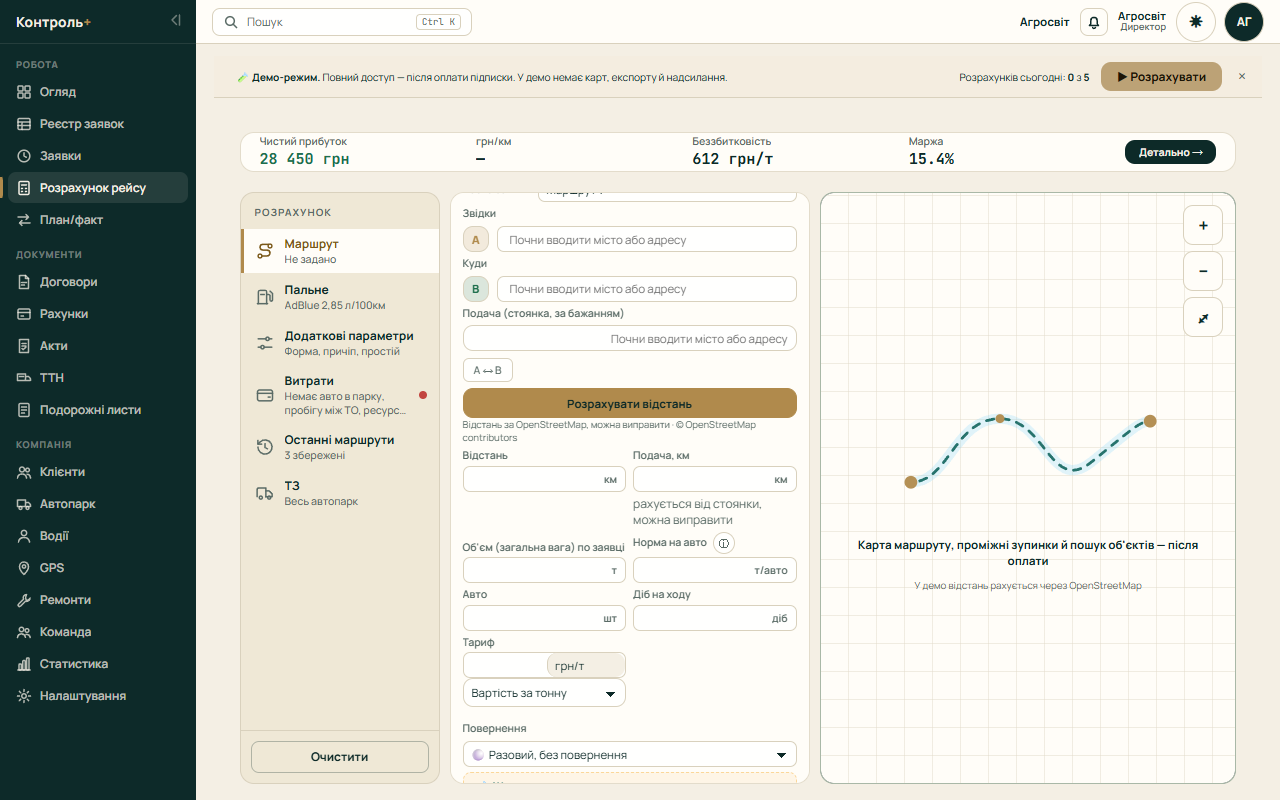 Контроль+
Пошук
Ctrl K
Агросвіт
Агросвіт
Директор
АГ
РОБОТА
Огляд
Реєстр заявок
Заявки
Розрахунок рейсу
План/факт
ДОКУМЕНТИ
Договори
Рахунки
Акти
ТТН
Подорожні листи
КОМПАНІЯ
Клієнти
Автопарк
Водії
GPS
Ремонти
Команда
Статистика
Налаштування
Демо-режим. Повний доступ — після оплати підписки. У демо немає карт, експорту й надсилання.
Розрахунків сьогодні: 0 з 5
▶ Розрахувати
×
Чистий прибуток
28 450 грн
грн/км
—
Беззбитковість
612 грн/т
Маржа
15.4%
Детально →
РОЗРАХУНОК
Маршрут
Не задано
Пальне
AdBlue 2,85 л/100км
Додаткові параметри
Форма, причіп, простій
Витрати
Немає авто в парку,
пробігу між ТО, ресурс...
Останні маршрути
3 збережені
ТЗ
Весь автопарк
Очистити
Звідки
A
Почни вводити місто або адресу
Куди
B
Почни вводити місто або адресу
Подача (стоянка, за бажанням)
Почни вводити місто або адресу
A ↔ B
Розрахувати відстань
Відстань за OpenStreetMap, можна виправити · © OpenStreetMap
contributors
Відстань
км
Подача, км
км
рахується від стоянки,
можна виправити
Об'єм (загальна вага) по заявці
т
Норма на авто
т/авто
Авто
шт
Діб на ходу
діб
Тариф
грн/т
Вартість за тонну
Повернення
Разовий, без повернення
+
−
Карта маршруту, проміжні зупинки й пошук об'єктів — після
оплати
У демо відстань рахується через OpenStreetMap